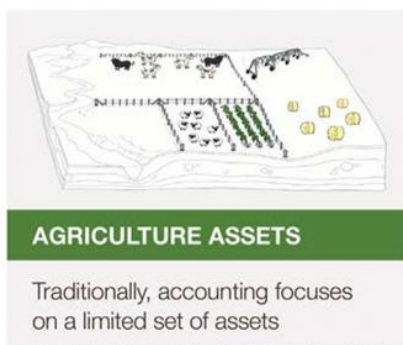 AGRICULTURE ASSETS
Traditionally, accounting focuses
on a limited set of assets